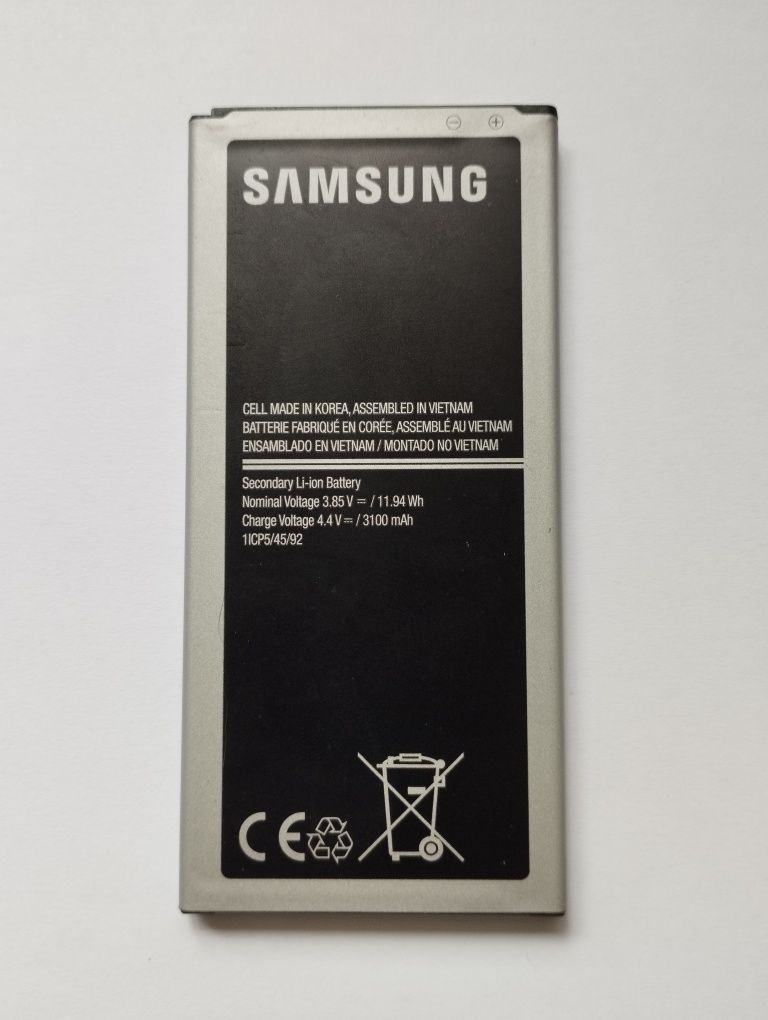 SAMSUNG
CELL MADE IN KOREA, ASSEMBLED IN VIETNAM
BATTERIE FABRIQUÉ EN CORÉE, ASSEMBLÉ AU VIETNAM
ENSAMBLADO EN VIETNAM / MONTADO NO VIETNAM
Secondary Li-ion Battery
Nominal Voltage 3.85 V ⎓ / 11.94 Wh
Charge Voltage 4.4 V ⎓ / 3100 mAh
1ICP5/45/92
CE